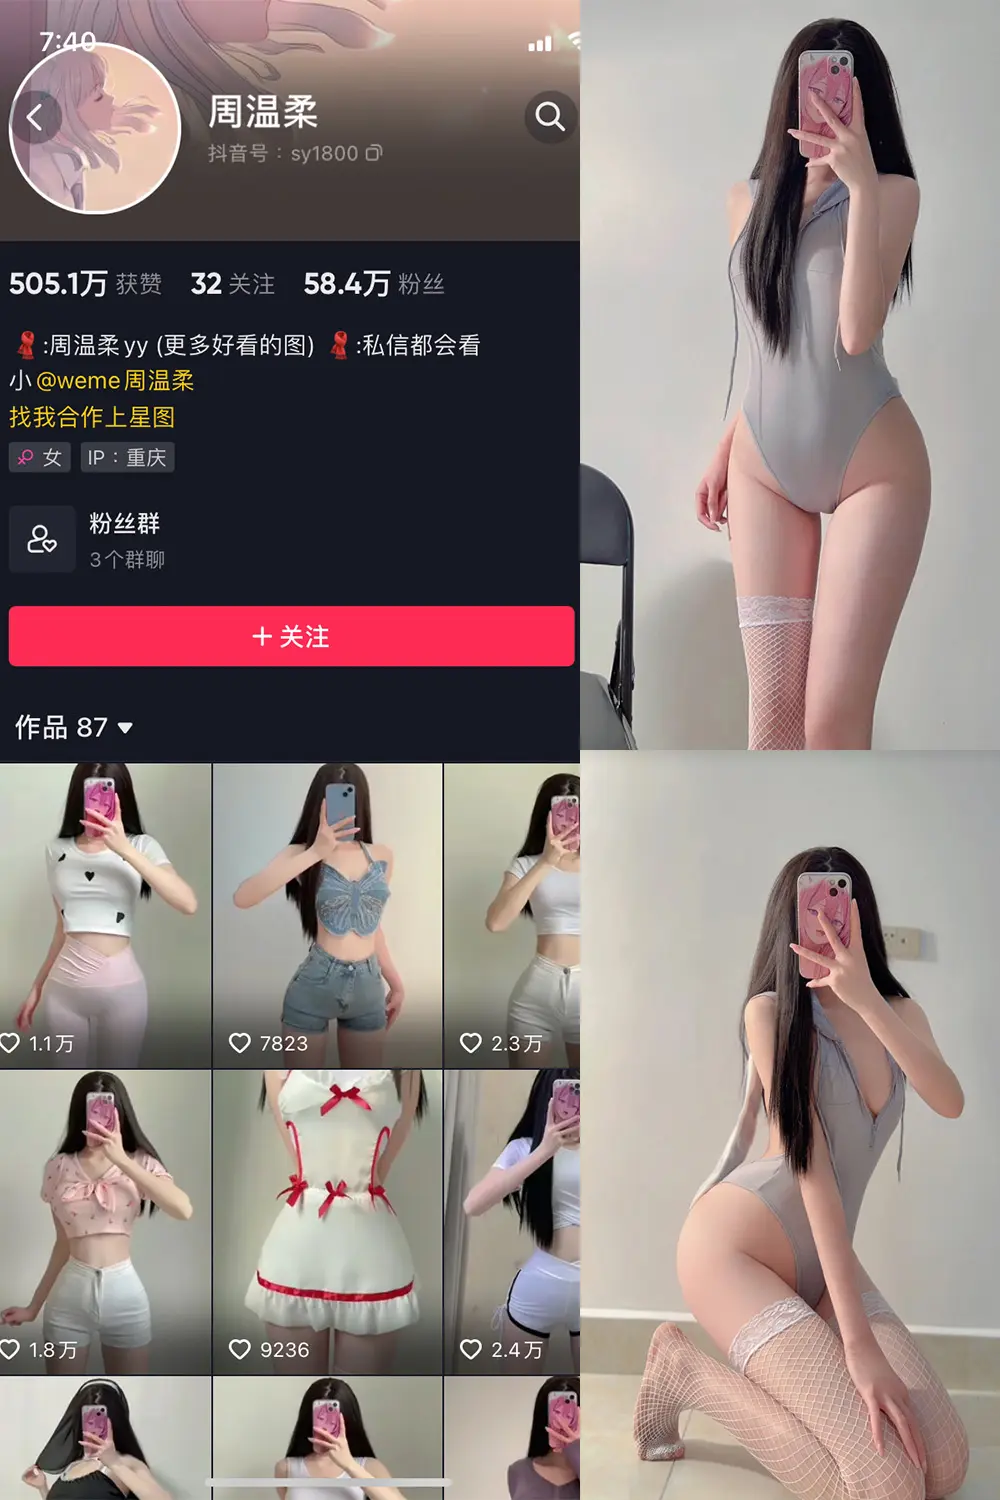 7:40
周温柔
抖音号：sy1800
505.1万 获赞 32 关注 58.4万 粉丝
:周温柔yy (更多好看的图) :私信都会看
小@weme周温柔
找我合作上星图
女 IP：重庆
粉丝群
3个群聊
+ 关注
作品 87
1.1万 7823 2.3万
1.8万 9236 2.4万